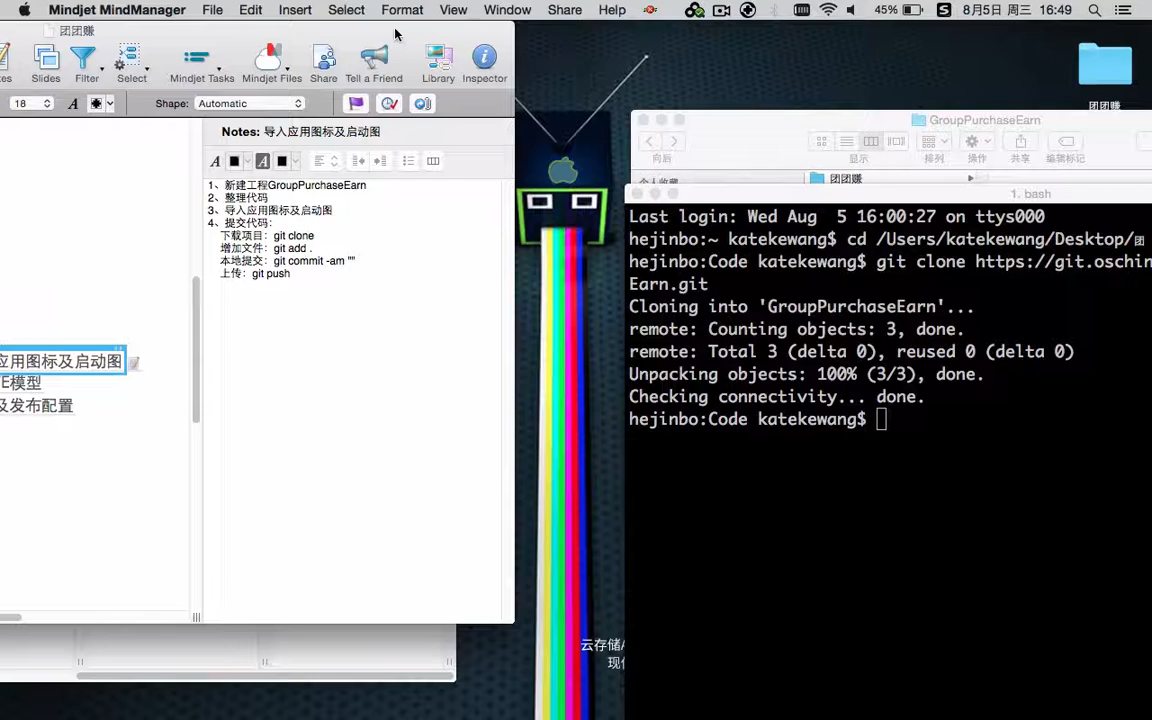 Mindjet MindManager File Edit Insert Select Format View Window Share Help 45% 8月5日 周三 16:49
团团赚
Slides Filter Select Mindjet Tasks Mindjet Files Share Tell a Friend Library Inspector
18 Shape: Automatic
Notes: 导入应用图标及启动图
1、新建工程GroupPurchaseEarn
2、整理代码
3、导入应用图标及启动图
4、提交代码:
下载项目: git clone
增加文件: git add .
本地提交: git commit -am ""
上传: git push
应用图标及启动图
E模型
及发布配置
团团赚
GroupPurchaseEarn
向后 显示 排列 操作 共享 编辑标记
团团赚
1. bash
Last login: Wed Aug  5 16:00:27 on ttys000
hejinbo:~ katekewang$ cd /Users/katekewang/Desktop/团
hejinbo:Code katekewang$ git clone https://git.oschin
Earn.git
Cloning into 'GroupPurchaseEarn'...
remote: Counting objects: 3, done.
remote: Total 3 (delta 0), reused 0 (delta 0)
Unpacking objects: 100% (3/3), done.
Checking connectivity... done.
hejinbo:Code katekewang$
云存储/